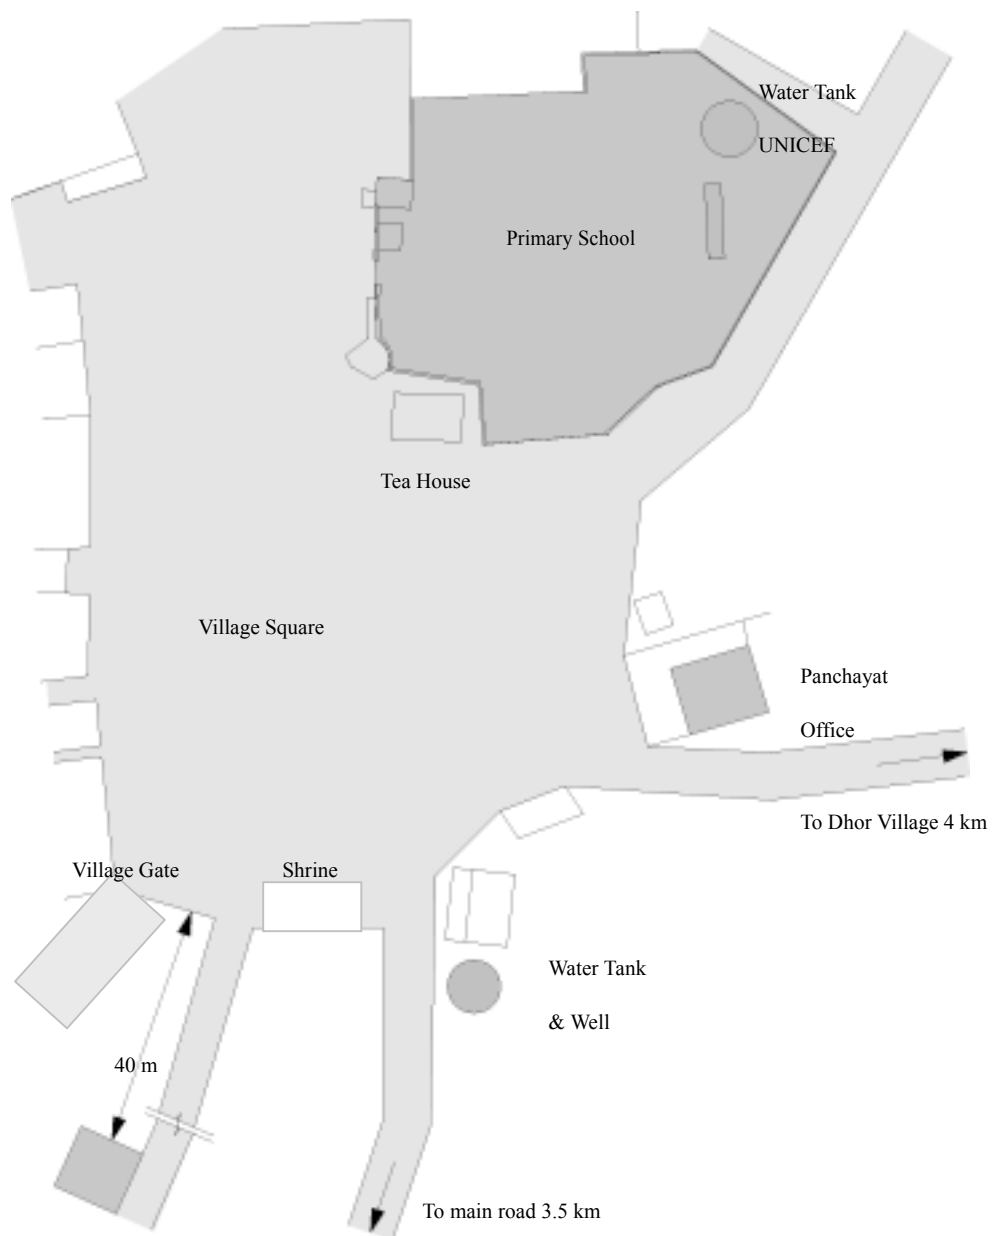 Water Tank
UNICEF
Primary School
Tea House
Village Square
Panchayat
Office
To Dhor Village 4 km
Village Gate
Shrine
Water Tank
& Well
40 m
To main road 3.5 km